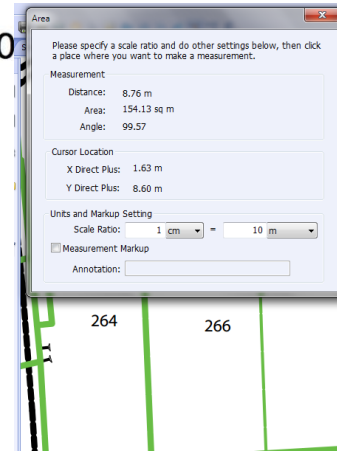 Area
Please specify a scale ratio and do other settings below, then click
a place where you want to make a measurement.
Measurement
Distance: 8.76 m
Area: 154.13 sq m
Angle: 99.57
Cursor Location
X Direct Plus: 1.63 m
Y Direct Plus: 8.60 m
Units and Markup Setting
Scale Ratio: 1 cm = 10 m
Measurement Markup
Annotation:
264
266